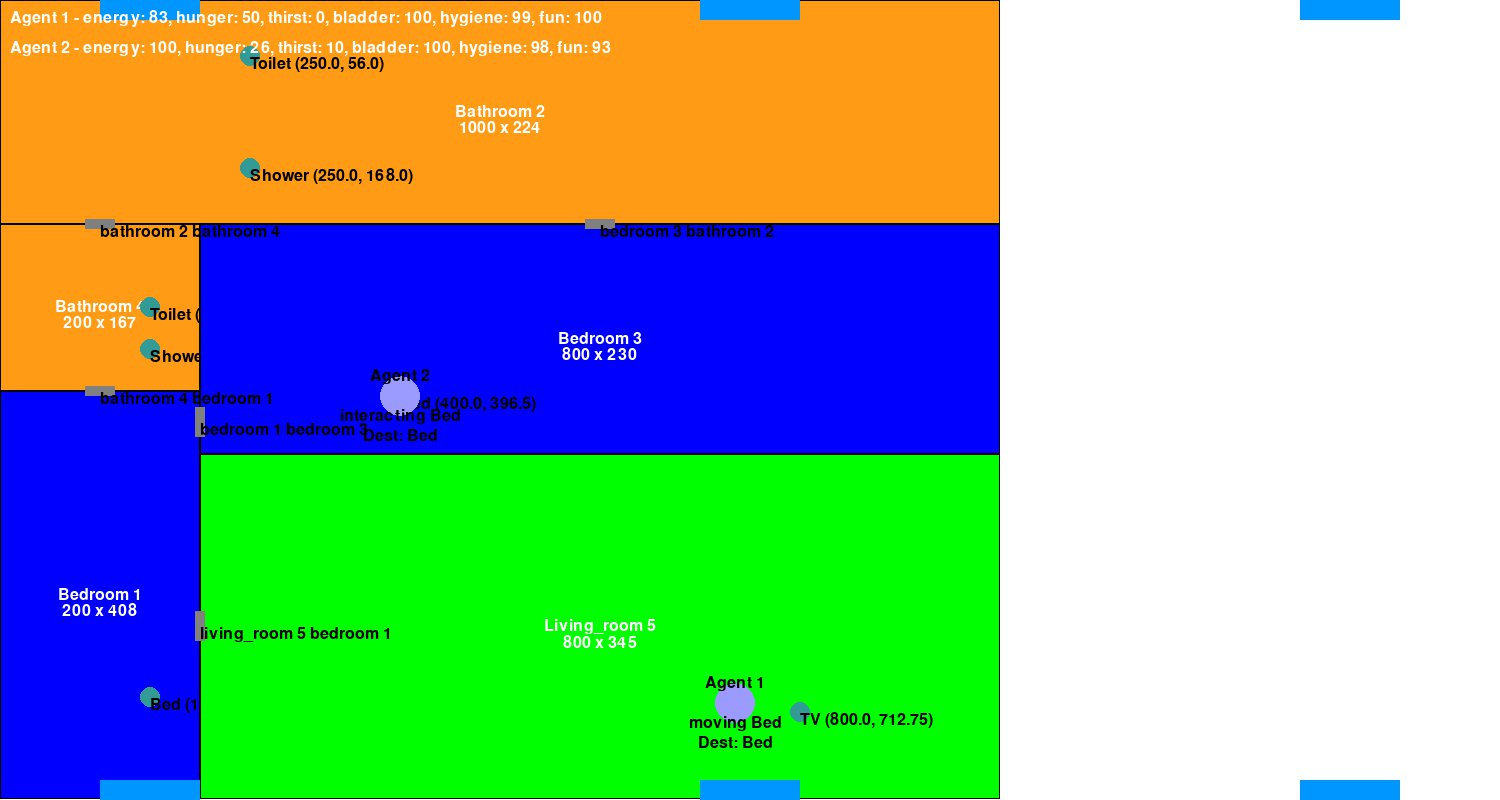 Agent 1 - energy: 83, hunger: 50, thirst: 0, bladder: 100, hygiene: 99, fun: 100
Agent 2 - energy: 100, hunger: 26, thirst: 10, bladder: 100, hygiene: 98, fun: 93
Toilet (250.0, 56.0)
Bathroom 2
1000 x 224
Shower (250.0, 168.0)
bathroom 2 bathroom 4
bedroom 3 bathroom 2
Bathroom 4
200 x 167
Toilet (
Showe
Bedroom 3
800 x 230
Agent 2
bathroom 4 bedroom 1
ed (400.0, 396.5)
interacting Bed
bedroom 1 bedroom 3
Dest: Bed
Bedroom 1
200 x 408
living_room 5 bedroom 1
Living_room 5
800 x 345
Agent 1
Bed (1
moving Bed
TV (800.0, 712.75)
Dest: Bed